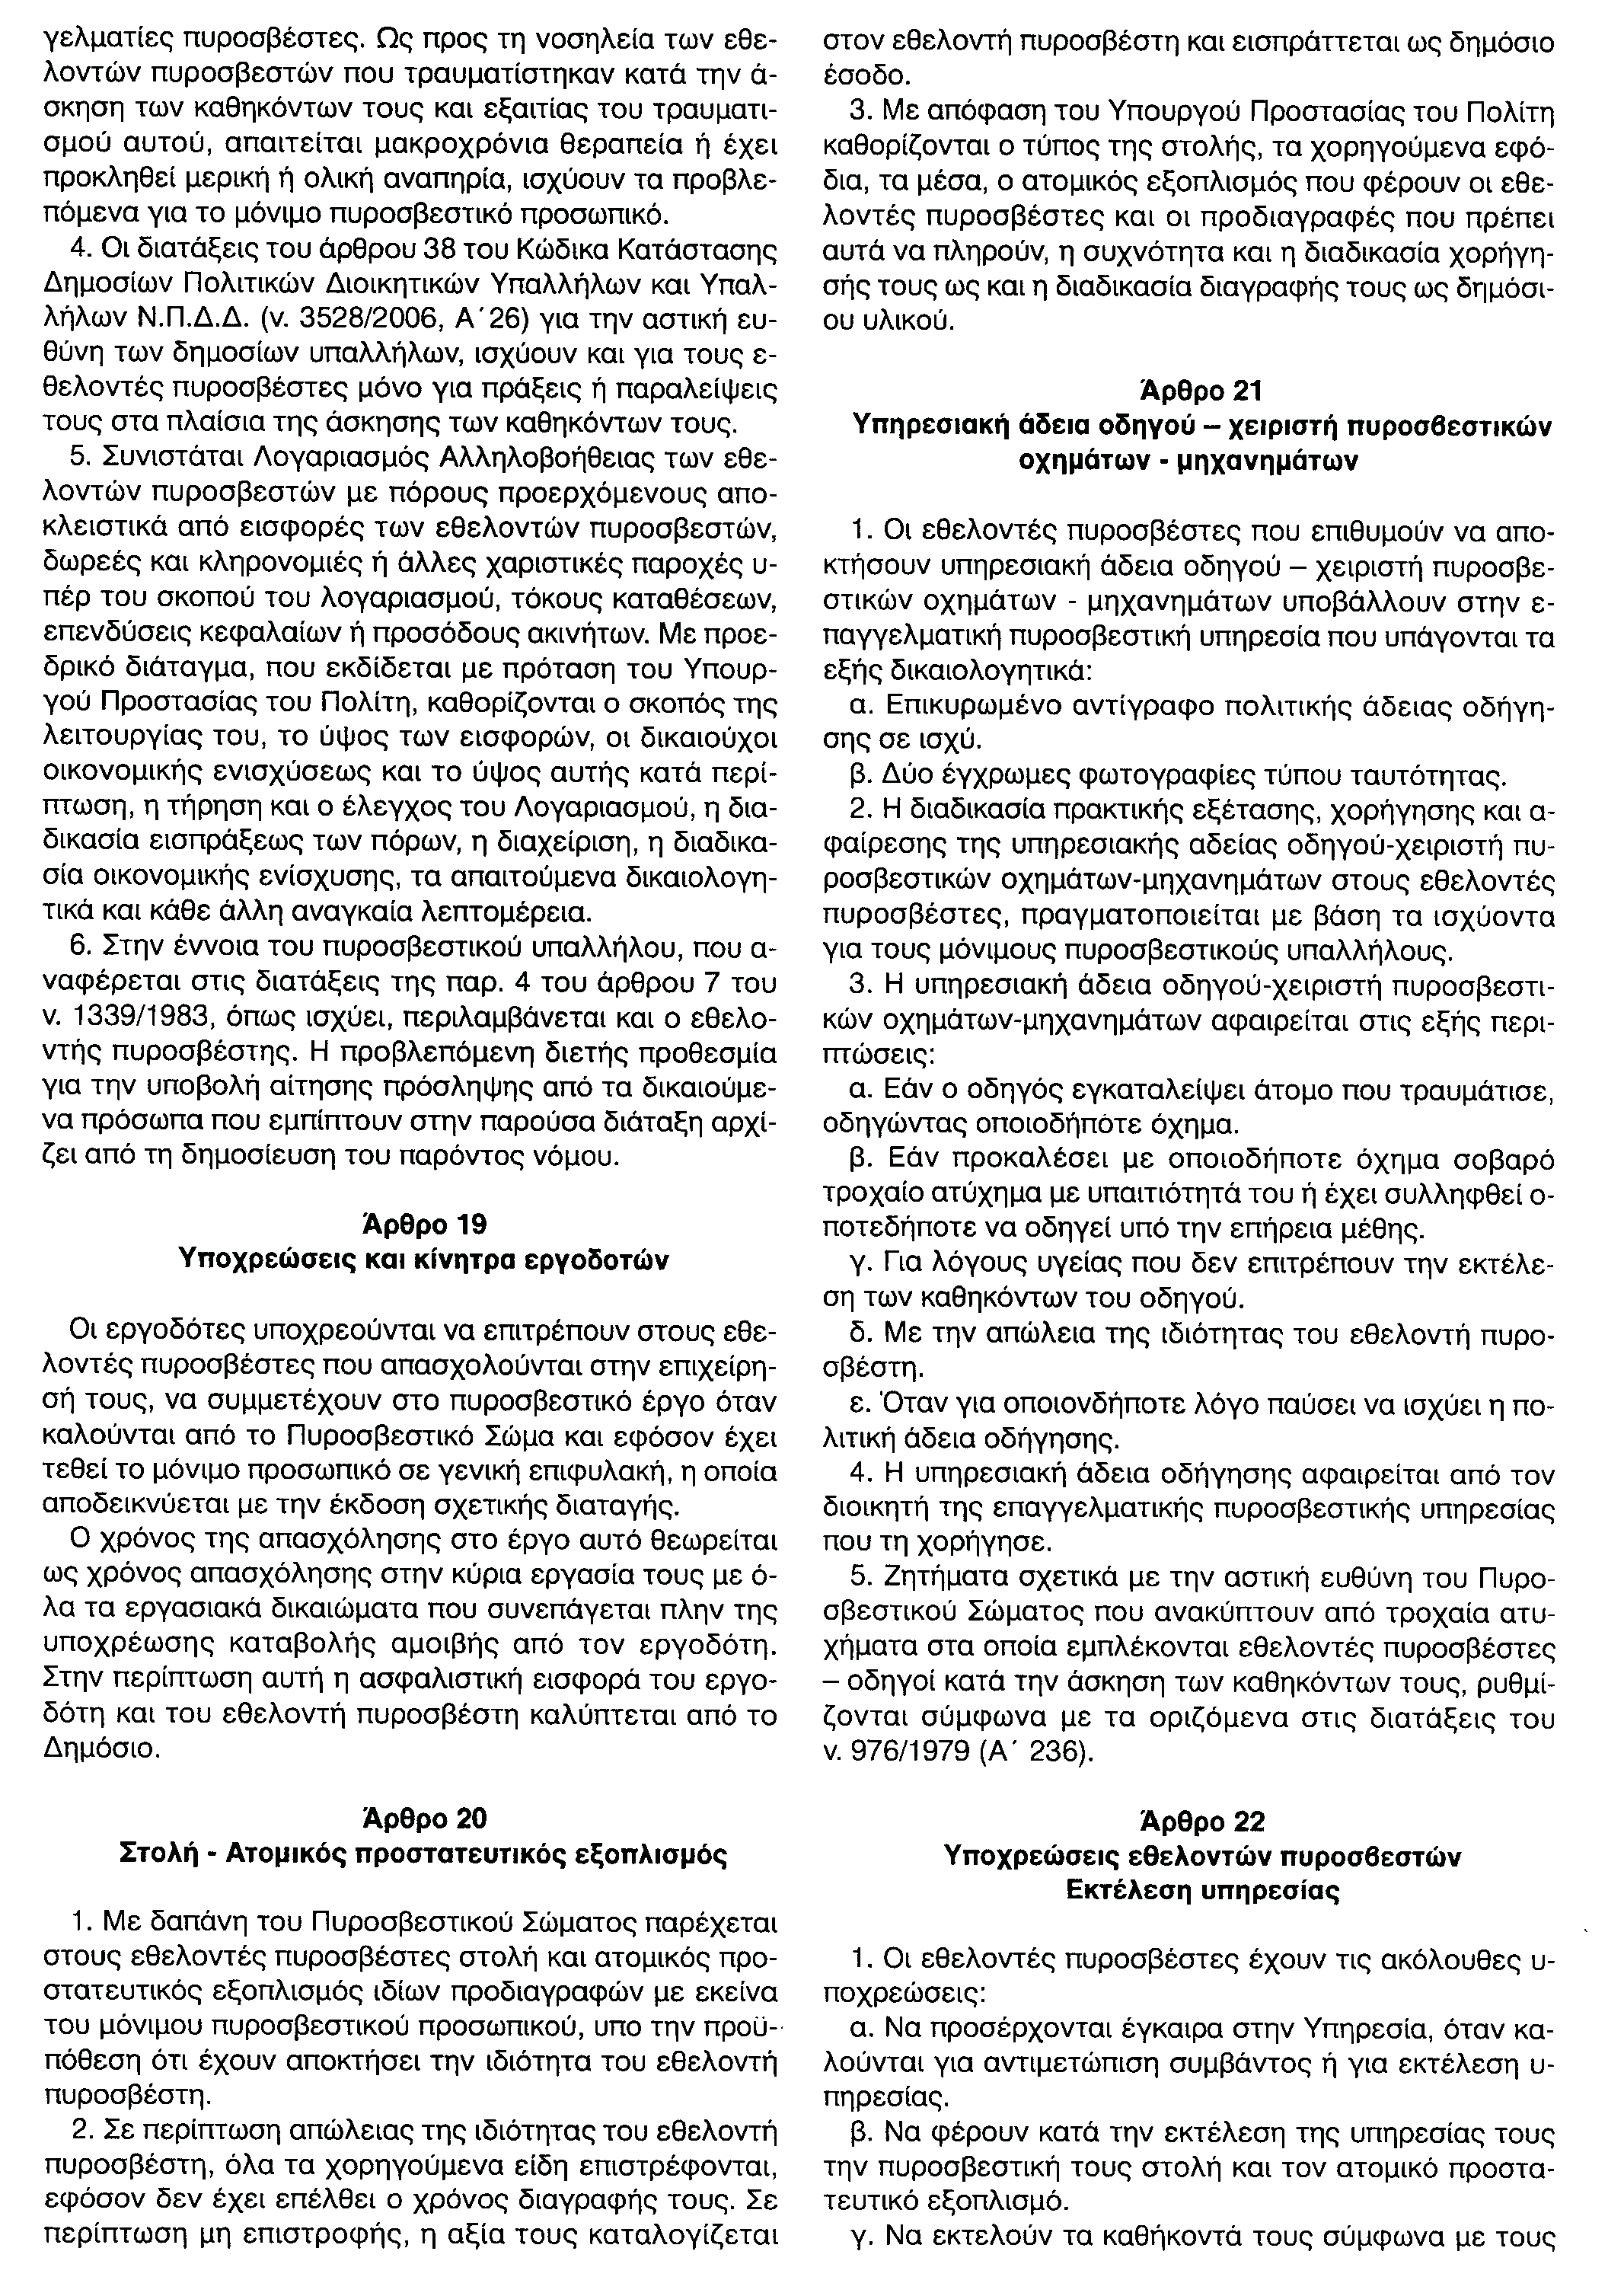 γελματίες πυροσβέστες. Ως προς τη νοσηλεία των εθε-
λοντών πυροσβεστών που τραυματίστηκαν κατά την ά-
σκηση των καθηκόντων τους και εξαιτίας του τραυματι-
σμού αυτού, απαιτείται μακροχρόνια θεραπεία ή έχει
προκληθεί μερική ή ολική αναπηρία, ισχύουν τα προβλε-
πόμενα για το μόνιμο πυροσβεστικό προσωπικό.
4. Οι διατάξεις του άρθρου 38 του Κώδικα Κατάστασης
Δημοσίων Πολιτικών Διοικητικών Υπαλλήλων και Υπαλ-
λήλων Ν.Π.Δ.Δ. (ν. 3528/2006, Α΄26) για την αστική ευ-
θύνη των δημοσίων υπαλλήλων, ισχύουν και για τους ε-
θελοντές πυροσβέστες μόνο για πράξεις ή παραλείψεις
τους στα πλαίσια της άσκησης των καθηκόντων τους.
5. Συνιστάται Λογαριασμός Αλληλοβοήθειας των εθε-
λοντών πυροσβεστών με πόρους προερχόμενους απο-
κλειστικά από εισφορές των εθελοντών πυροσβεστών,
δωρεές και κληρονομιές ή άλλες χαριστικές παροχές υ-
πέρ του σκοπού του λογαριασμού, τόκους καταθέσεων,
επενδύσεις κεφαλαίων ή προσόδους ακινήτων. Με προε-
δρικό διάταγμα, που εκδίδεται με πρόταση του Υπουρ-
γού Προστασίας του Πολίτη, καθορίζονται ο σκοπός της
λειτουργίας του, το ύψος των εισφορών, οι δικαιούχοι
οικονομικής ενισχύσεως και το ύψος αυτής κατά περί-
πτωση, η τήρηση και ο έλεγχος του Λογαριασμού, η δια-
δικασία εισπράξεως των πόρων, η διαχείριση, η διαδικα-
σία οικονομικής ενίσχυσης, τα απαιτούμενα δικαιολογη-
τικά και κάθε άλλη αναγκαία λεπτομέρεια.
6. Στην έννοια του πυροσβεστικού υπαλλήλου, που α-
ναφέρεται στις διατάξεις της παρ. 4 του άρθρου 7 του
ν. 1339/1983, όπως ισχύει, περιλαμβάνεται και ο εθελο-
ντής πυροσβέστης. Η προβλεπόμενη διετής προθεσμία
για την υποβολή αίτησης πρόσληψης από τα δικαιούμε-
να πρόσωπα που εμπίπτουν στην παρούσα διάταξη αρχί-
ζει από τη δημοσίευση του παρόντος νόμου.
Άρθρο 19
Υποχρεώσεις και κίνητρα εργοδοτών
Οι εργοδότες υποχρεούνται να επιτρέπουν στους εθε-
λοντές πυροσβέστες που απασχολούνται στην επιχείρη-
σή τους, να συμμετέχουν στο πυροσβεστικό έργο όταν
καλούνται από το Πυροσβεστικό Σώμα και εφόσον έχει
τεθεί το μόνιμο προσωπικό σε γενική επιφυλακή, η οποία
αποδεικνύεται με την έκδοση σχετικής διαταγής.
Ο χρόνος της απασχόλησης στο έργο αυτό θεωρείται
ως χρόνος απασχόλησης στην κύρια εργασία τους με ό-
λα τα εργασιακά δικαιώματα που συνεπάγεται πλην της
υποχρέωσης καταβολής αμοιβής από τον εργοδότη.
Στην περίπτωση αυτή η ασφαλιστική εισφορά του εργο-
δότη και του εθελοντή πυροσβέστη καλύπτεται από το
Δημόσιο.
Άρθρο 20
Στολή - Ατομικός προστατευτικός εξοπλισμός
1. Με δαπάνη του Πυροσβεστικού Σώματος παρέχεται
στους εθελοντές πυροσβέστες στολή και ατομικός προ-
στατευτικός εξοπλισμός ιδίων προδιαγραφών με εκείνα
του μόνιμου πυροσβεστικού προσωπικού, υπο την προϋ-
πόθεση ότι έχουν αποκτήσει την ιδιότητα του εθελοντή
πυροσβέστη.
2. Σε περίπτωση απώλειας της ιδιότητας του εθελοντή
πυροσβέστη, όλα τα χορηγούμενα είδη επιστρέφονται,
εφόσον δεν έχει επέλθει ο χρόνος διαγραφής τους. Σε
περίπτωση μη επιστροφής, η αξία τους καταλογίζεται
στον εθελοντή πυροσβέστη και εισπράττεται ως δημόσιο
έσοδο.
3. Με απόφαση του Υπουργού Προστασίας του Πολίτη
καθορίζονται ο τύπος της στολής, τα χορηγούμενα εφό-
δια, τα μέσα, ο ατομικός εξοπλισμός που φέρουν οι εθε-
λοντές πυροσβέστες και οι προδιαγραφές που πρέπει
αυτά να πληρούν, η συχνότητα και η διαδικασία χορήγη-
σής τους ως και η διαδικασία διαγραφής τους ως δημόσι-
ου υλικού.
Άρθρο 21
Υπηρεσιακή άδεια οδηγού – χειριστή πυροσβεστικών
οχημάτων - μηχανημάτων
1. Οι εθελοντές πυροσβέστες που επιθυμούν να απο-
κτήσουν υπηρεσιακή άδεια οδηγού – χειριστή πυροσβε-
στικών οχημάτων - μηχανημάτων υποβάλλουν στην ε-
παγγελματική πυροσβεστική υπηρεσία που υπάγονται τα
εξής δικαιολογητικά:
α. Επικυρωμένο αντίγραφο πολιτικής άδειας οδήγη-
σης σε ισχύ.
β. Δύο έγχρωμες φωτογραφίες τύπου ταυτότητας.
2. Η διαδικασία πρακτικής εξέτασης, χορήγησης και α-
φαίρεσης της υπηρεσιακής αδείας οδηγού-χειριστή πυ-
ροσβεστικών οχημάτων-μηχανημάτων στους εθελοντές
πυροσβέστες, πραγματοποιείται με βάση τα ισχύοντα
για τους μόνιμους πυροσβεστικούς υπαλλήλους.
3. Η υπηρεσιακή άδεια οδηγού-χειριστή πυροσβεστι-
κών οχημάτων-μηχανημάτων αφαιρείται στις εξής περι-
πτώσεις:
α. Εάν ο οδηγός εγκαταλείψει άτομο που τραυμάτισε,
οδηγώντας οποιοδήποτε όχημα.
β. Εάν προκαλέσει με οποιοδήποτε όχημα σοβαρό
τροχαίο ατύχημα με υπαιτιότητά του ή έχει συλληφθεί ο-
ποτεδήποτε να οδηγεί υπό την επήρεια μέθης.
γ. Για λόγους υγείας που δεν επιτρέπουν την εκτέλε-
ση των καθηκόντων του οδηγού.
δ. Με την απώλεια της ιδιότητας του εθελοντή πυρο-
σβέστη.
ε. Όταν για οποιονδήποτε λόγο παύσει να ισχύει η πο-
λιτική άδεια οδήγησης.
4. Η υπηρεσιακή άδεια οδήγησης αφαιρείται από τον
διοικητή της επαγγελματικής πυροσβεστικής υπηρεσίας
που τη χορήγησε.
5. Ζητήματα σχετικά με την αστική ευθύνη του Πυρο-
σβεστικού Σώματος που ανακύπτουν από τροχαία ατυ-
χήματα στα οποία εμπλέκονται εθελοντές πυροσβέστες
– οδηγοί κατά την άσκηση των καθηκόντων τους, ρυθμί-
ζονται σύμφωνα με τα οριζόμενα στις διατάξεις του
ν. 976/1979 (Α΄ 236).
Άρθρο 22
Υποχρεώσεις εθελοντών πυροσβεστών
Εκτέλεση υπηρεσίας
1. Οι εθελοντές πυροσβέστες έχουν τις ακόλουθες υ-
ποχρεώσεις:
α. Να προσέρχονται έγκαιρα στην Υπηρεσία, όταν κα-
λούνται για αντιμετώπιση συμβάντος ή για εκτέλεση υ-
πηρεσίας.
β. Να φέρουν κατά την εκτέλεση της υπηρεσίας τους
την πυροσβεστική τους στολή και τον ατομικό προστα-
τευτικό εξοπλισμό.
γ. Να εκτελούν τα καθήκοντά τους σύμφωνα με τους